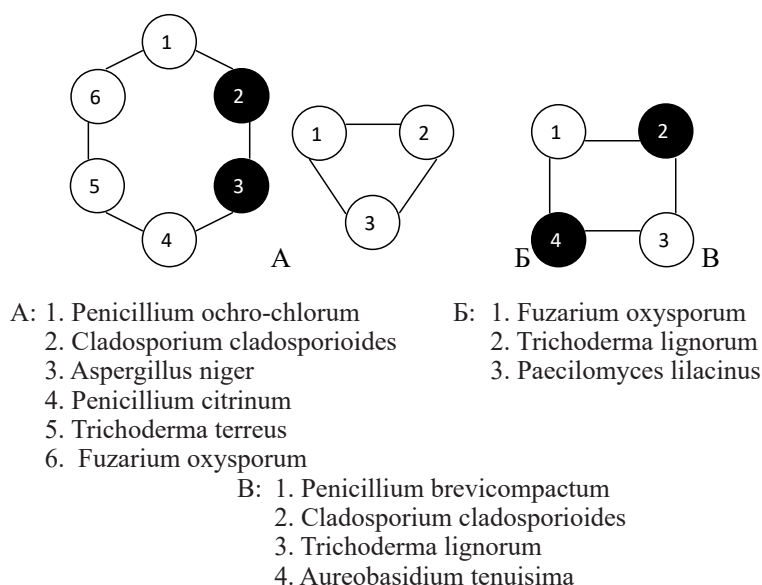 1
6
2
5
3
4
А
1
2
3
Б
1
2
4
3
В
А: 1. Penicillium ochro-chlorum
2. Cladosporium cladosporioides
3. Aspergillus niger
4. Penicillium citrinum
5. Trichoderma terreus
6. Fuzarium oxysporum
Б: 1. Fuzarium oxysporum
2. Trichoderma lignorum
3. Paecilomyces lilacinus
В: 1. Penicillium brevicompactum
2. Cladosporium cladosporioides
3. Trichoderma lignorum
4. Aureobasidium tenuisima